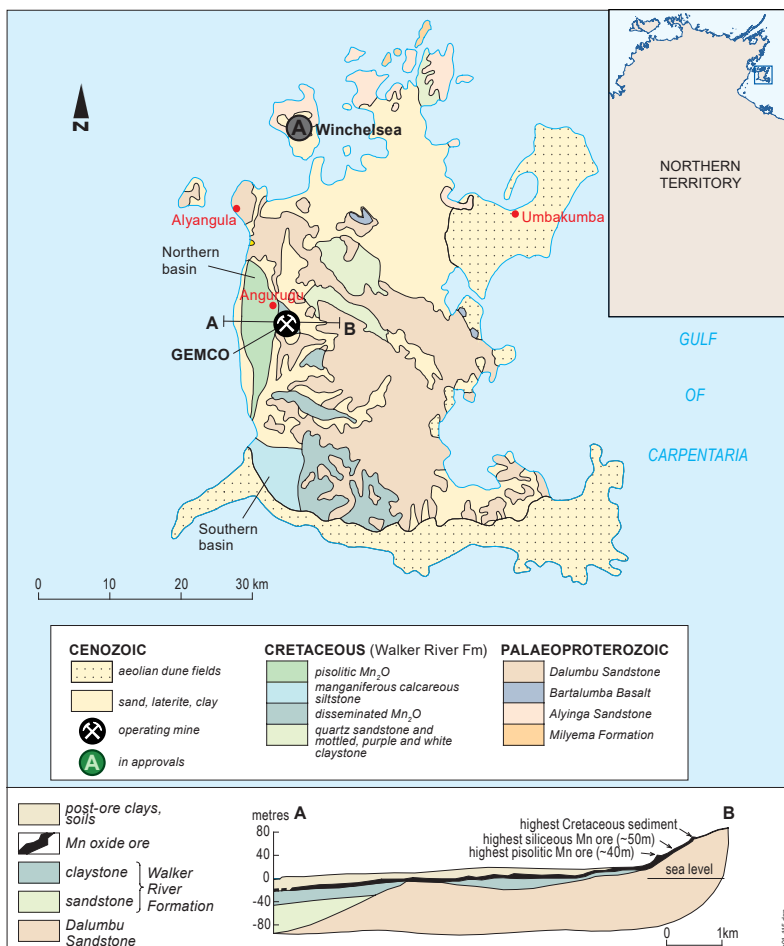 NORTHERN
TERRITORY
N
A
Winchelsea
Alyangula
Umbakumba
Northern
basin
Angurugu
A
B
GEMCO
GULF
OF
CARPENTARIA
Southern
basin
0 10 20 30 km
CENOZOIC
aeolian dune fields
sand, laterite, clay
operating mine
A in approvals
CRETACEOUS (Walker River Fm)
pisolitic Mn₂O
manganiferous calcareous
siltstone
disseminated Mn₂O
quartz sandstone and
mottled, purple and white
claystone
PALAEOPROTEROZOIC
Dalumbu Sandstone
Bartalumba Basalt
Alyinga Sandstone
Milyema Formation
post-ore clays,
soils
Mn oxide ore
claystone
sandstone
Walker
River
Formation
Dalumbu
Sandstone
metres A
80
40
0
-40
-80
B
highest Cretaceous sediment
highest siliceous Mn ore (~50m)
highest pisolitic Mn ore (~40m)
sea level
0 1km